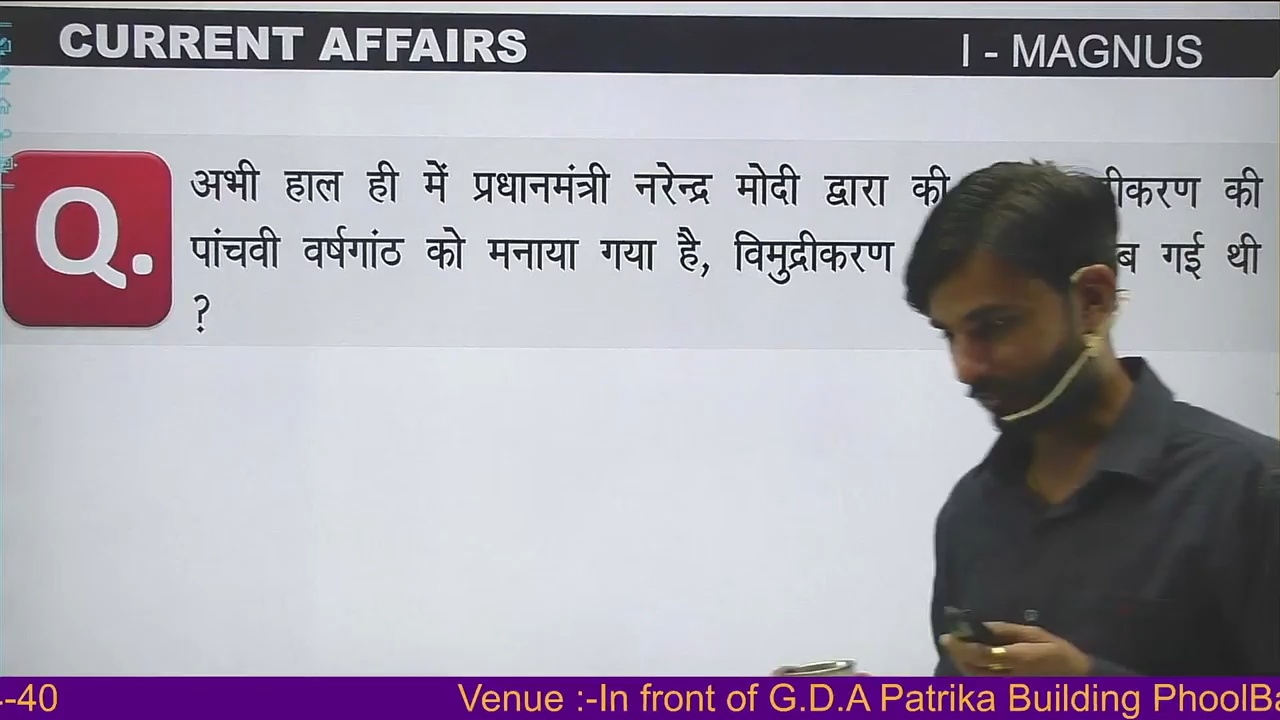 CURRENT AFFAIRS
I - MAGNUS
Q.
अभी हाल ही में प्रधानमंत्री नरेन्द्र मोदी द्वारा की की
पांचवी वर्षगांठ को मनाया गया है, विमुद्रीकरण गई थी
?
-40 Venue :-In front of G.D.A Patrika Building